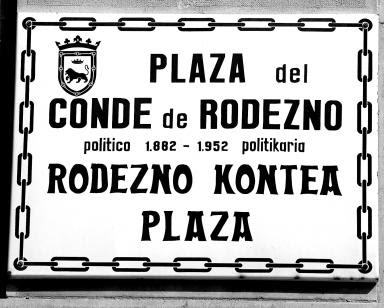 PLAZA del
CONDE de RODEZNO
político 1.882 - 1.952 politikaria
RODEZNO KONTEA
PLAZA